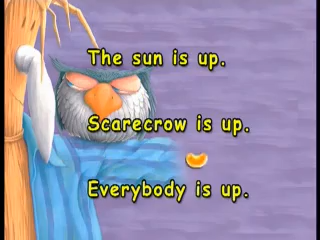 The sun is up.
Scarecrow is up.
Everybody is up.